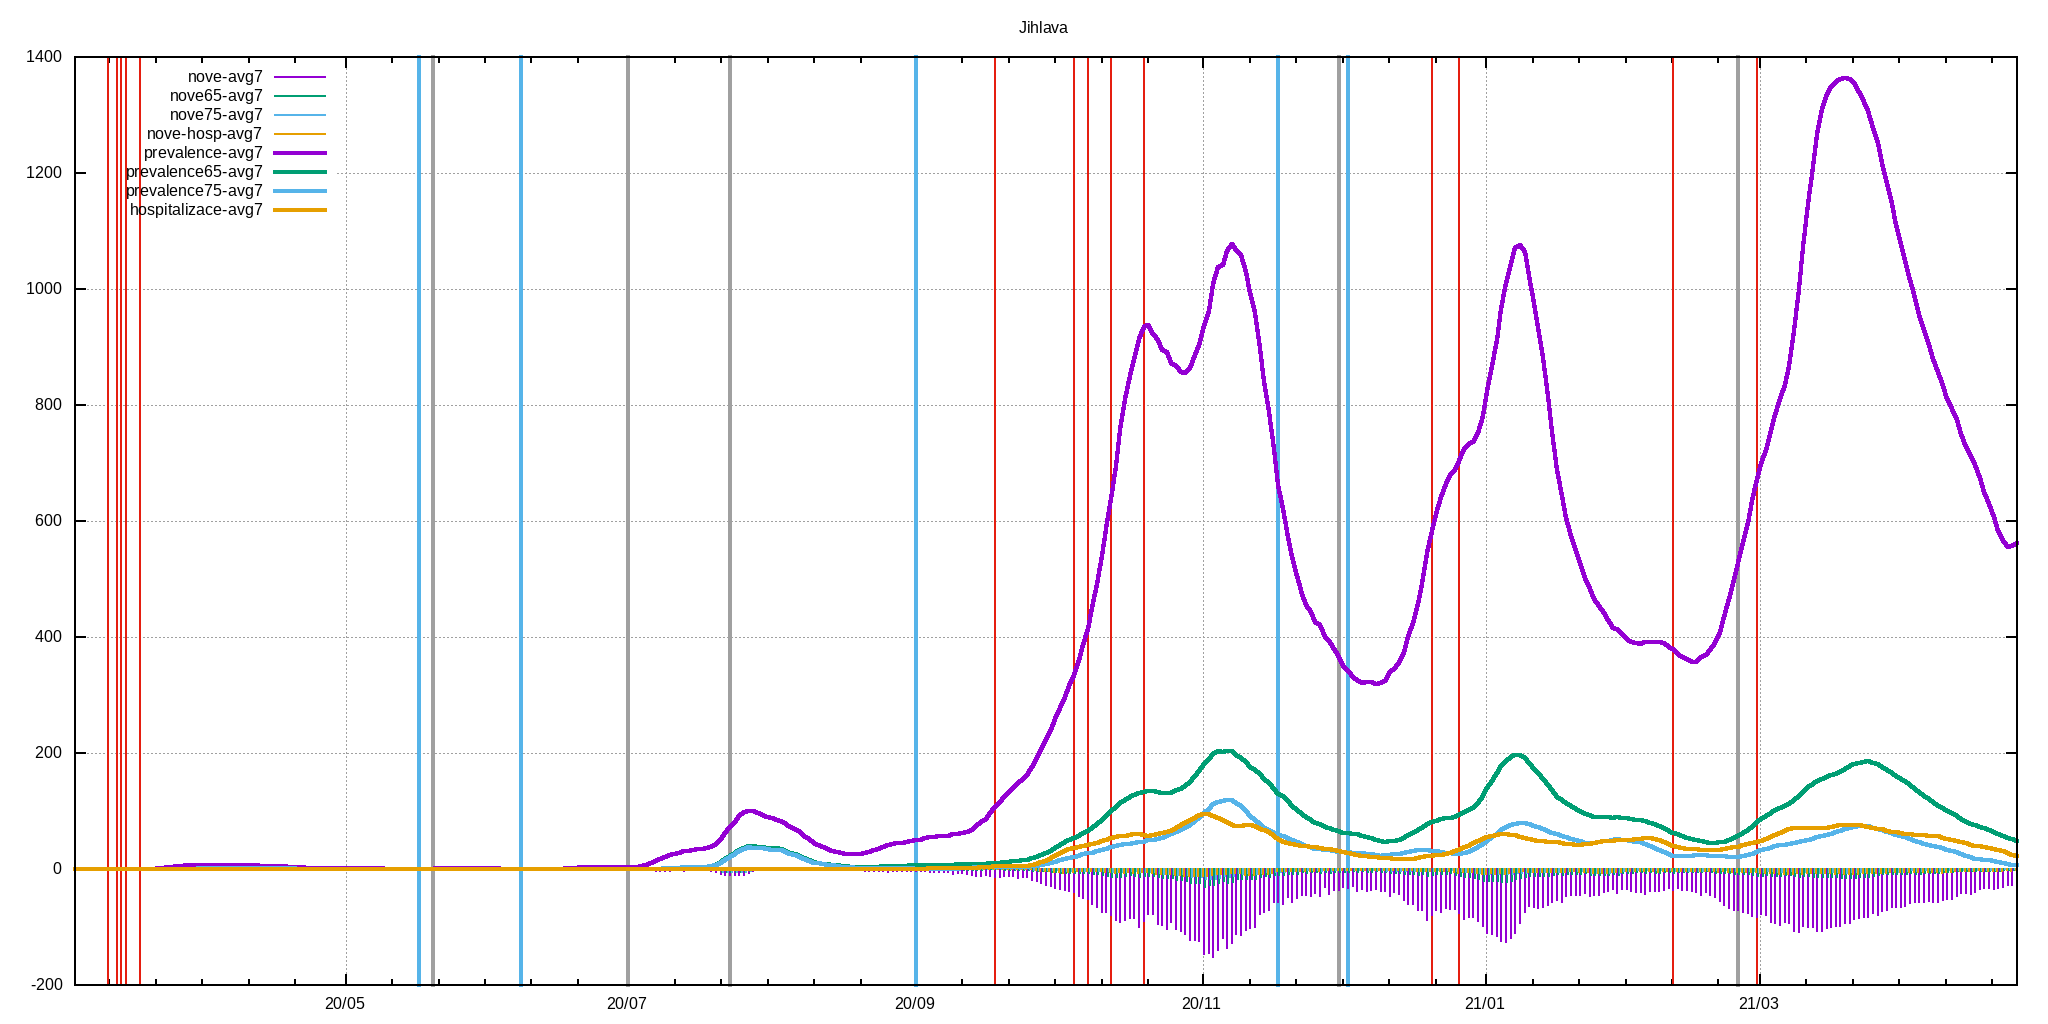 Jihlava
1400
1200
1000
800
600
400
200
0
-200
nove-avg7
nove65-avg7
nove75-avg7
nove-hosp-avg7
prevalence-avg7
prevalence65-avg7
prevalence75-avg7
hospitalizace-avg7
20/05 20/07 20/09 20/11 21/01 21/03